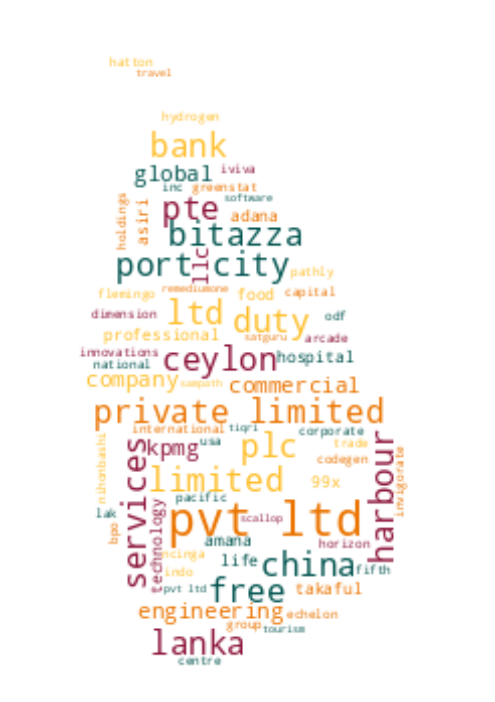 hatton
travel
hydrogen
bank
global iviva
inc greenstat
software
holdings
asiri
pte adana
bitazza
llc
port city pathly
remediumone
flemingo food capital
dimension ltd duty odf
professional satguru arcade
innovations ceylon hospital
national
company sampath commercial
private limited
international tiqri corporate
nihonbashi
services
kpmg usa plc trade
harbour
invigorate
codegen
limited 99x
pacific
technology
lak pvt ltd
scallop
bpo
amana horizon
ncinga life china fifth
indo
pvt ltd free takaful
engineering echelon
group tourism
lanka
centre